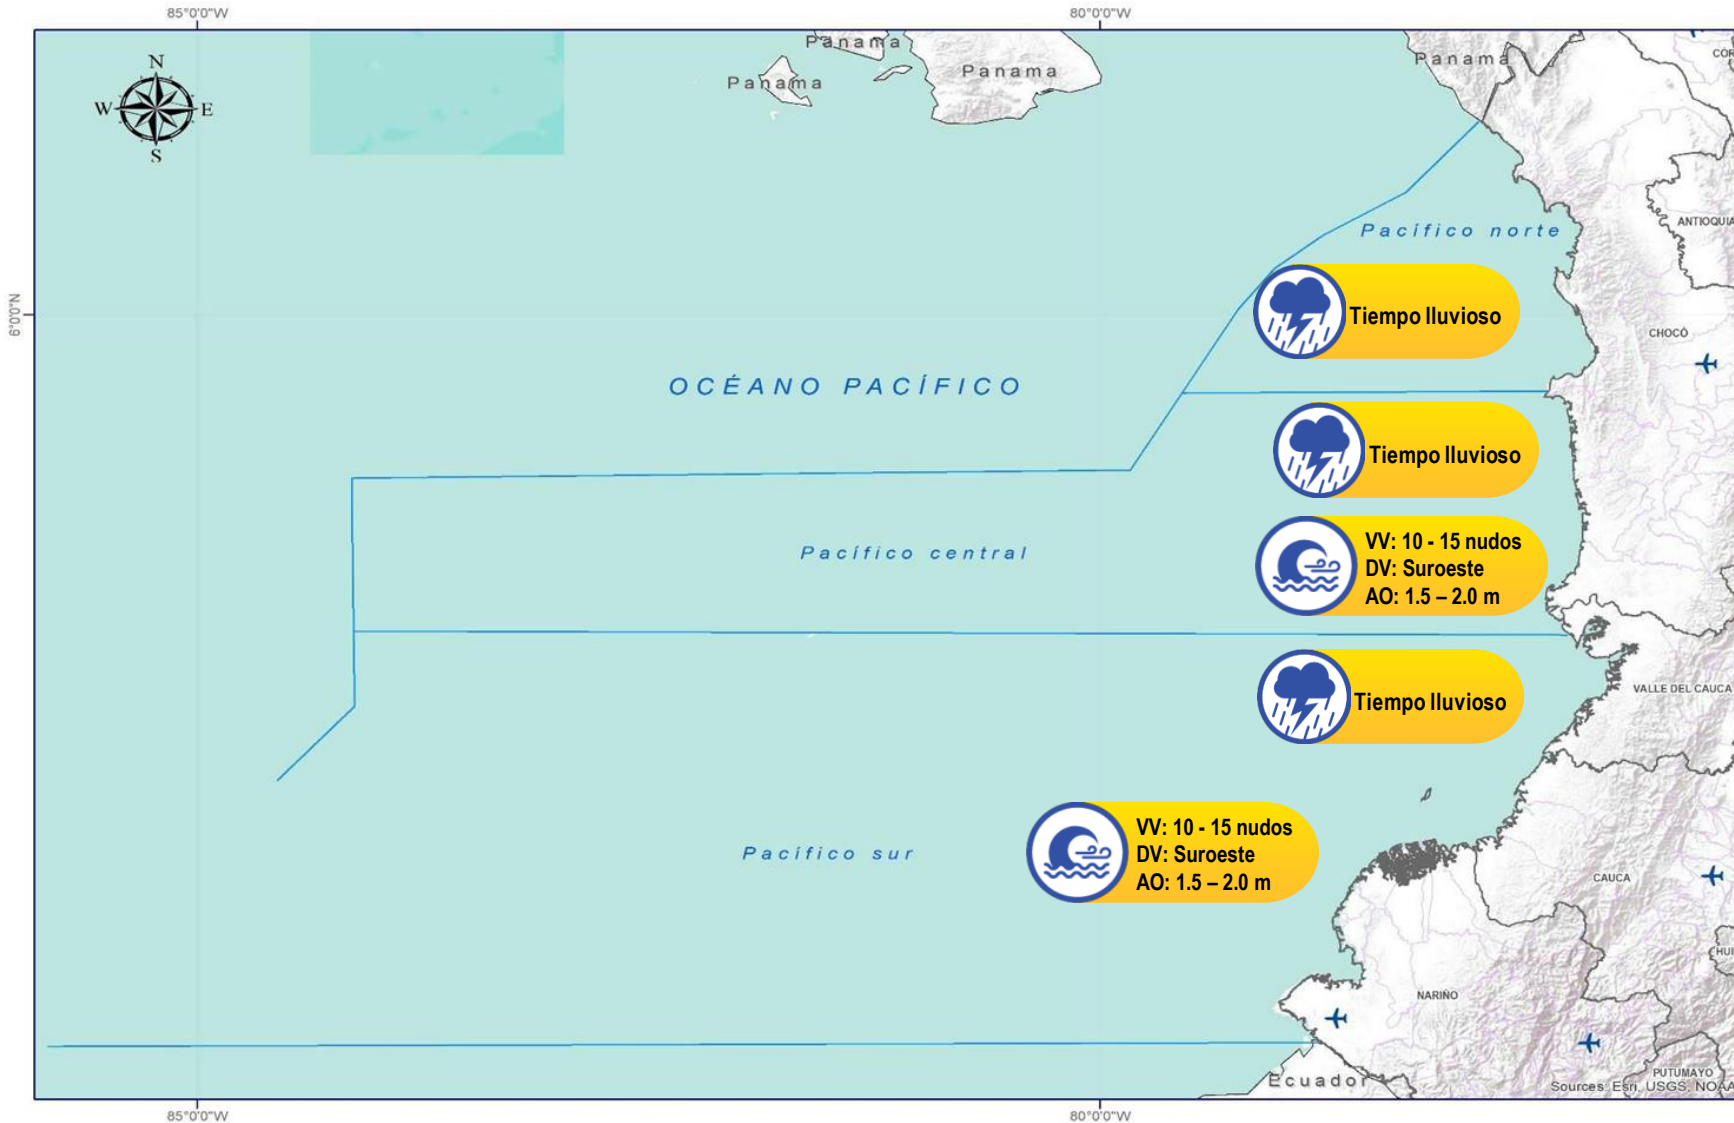 85°0'0"W
80°0'0"W
Panama
Panama
Panama
Panama
N
W
E
S
ANTIOQUIA
Pacífico norte
6°0'0"N
Tiempo lluvioso
CHOCÓ
OCÉANO PACÍFICO
Tiempo lluvioso
Pacífico central
VV: 10 - 15 nudos
DV: Suroeste
AO: 1.5 – 2.0 m
VALLE DEL CAUCA
Tiempo lluvioso
Pacífico sur
VV: 10 - 15 nudos
DV: Suroeste
AO: 1.5 – 2.0 m
CAUCA
HUI
NARIÑO
PUTUMAYO
Ecuador
Sources: Esri, USGS, NOAA
85°0'0"W
80°0'0"W